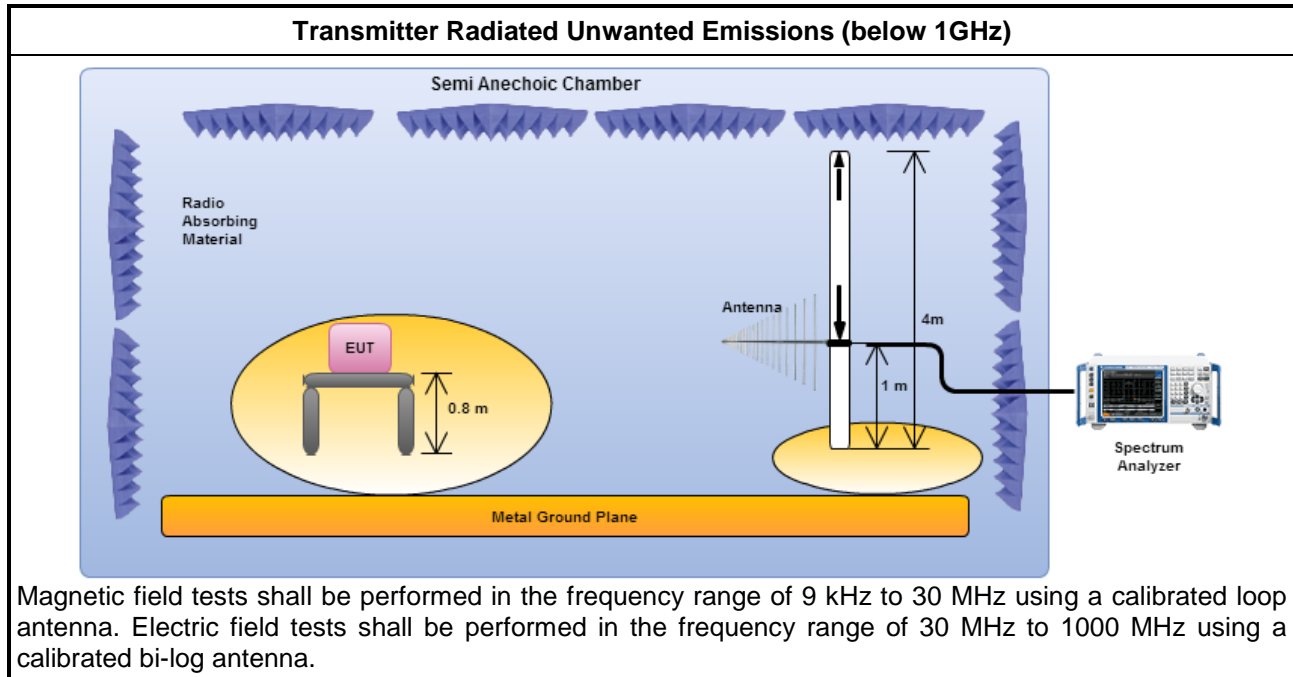 Transmitter Radiated Unwanted Emissions (below 1GHz)
Semi Anechoic Chamber
Radio
Absorbing
Material
Antenna
4m
EUT
1 m
0.8 m
Spectrum
Analyzer
Metal Ground Plane
Magnetic field tests shall be performed in the frequency range of 9 kHz to 30 MHz using a calibrated loop
antenna. Electric field tests shall be performed in the frequency range of 30 MHz to 1000 MHz using a
calibrated bi-log antenna.